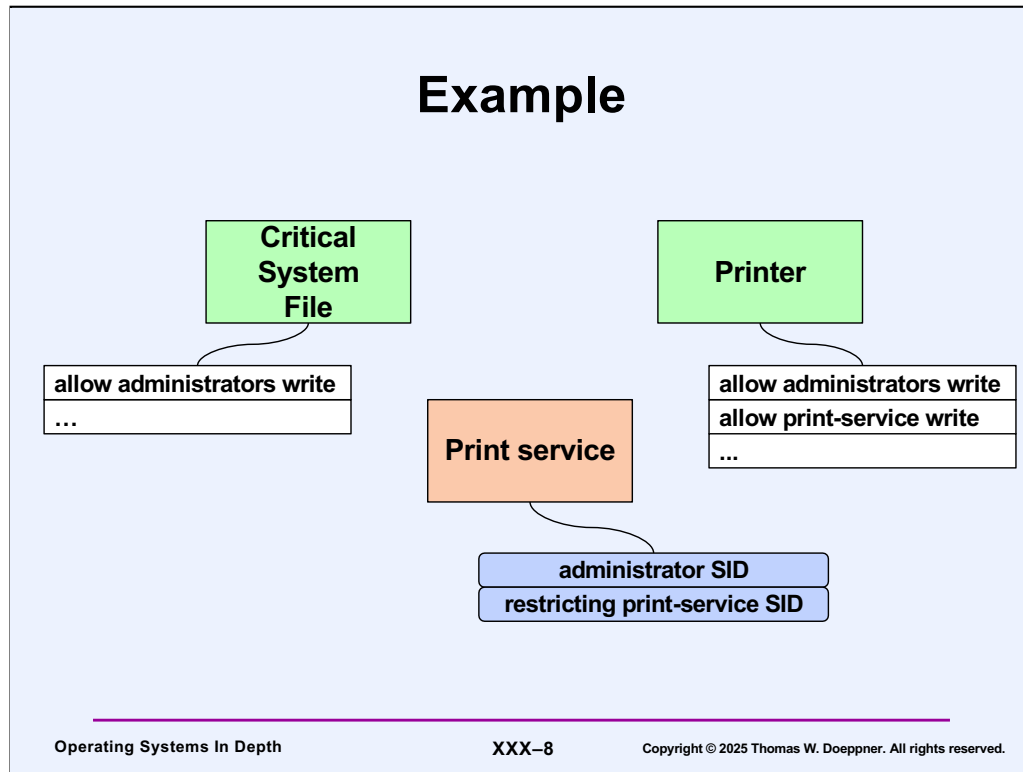 Example
Critical
System
File
Printer
allow administrators write
…
allow administrators write
allow print-service write
...
Print service
administrator SID
restricting print-service SID
Operating Systems In Depth
XXX–8
Copyright © 2025 Thomas W. Doeppner. All rights reserved.